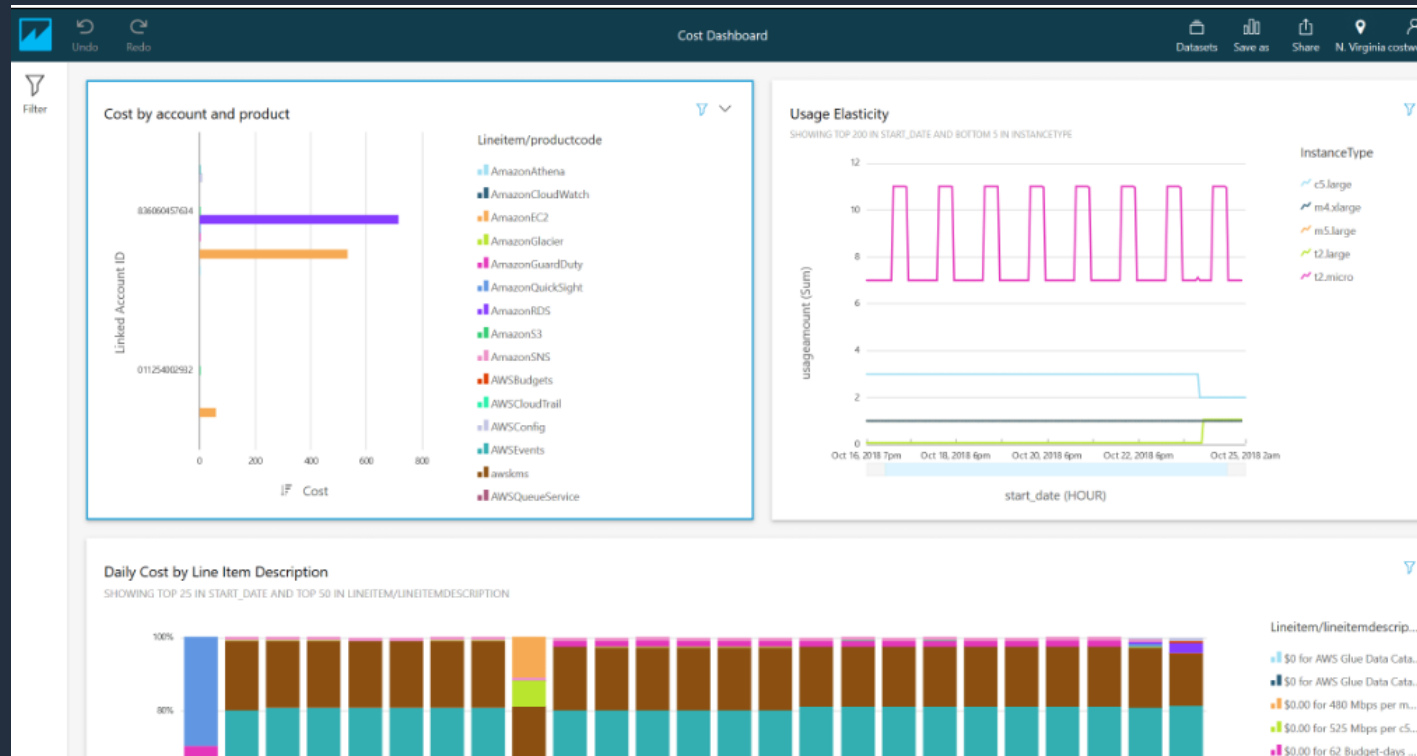 Undo
Redo
Cost Dashboard
Datasets
Save as
Share
N. Virginia
Filter
Cost by account and product
Lineitem/productcode
AmazonAthena
AmazonCloudWatch
AmazonEC2
AmazonGlacier
AmazonGuardDuty
AmazonQuickSight
AmazonRDS
AmazonS3
AmazonSNS
AWSBudgets
AWSCloudTrail
AWSConfig
AWSEvents
awskms
AWSQueueService
Linked Account ID
836060457634
011254002932
0 200 400 600 800
Cost
Usage Elasticity
SHOWING TOP 200 IN START_DATE AND BOTTOM 5 IN INSTANCETYPE
InstanceType
c5.large
m4.xlarge
m5.large
t2.large
t2.micro
usageamount (Sum)
12
10
8
6
4
2
0
Oct 16, 2018 7pm Oct 18, 2018 6pm Oct 20, 2018 6pm Oct 22, 2018 6pm Oct 25, 2018 2am
start_date (HOUR)
Daily Cost by Line Item Description
SHOWING TOP 25 IN START_DATE AND TOP 50 IN LINEITEM/LINEITEMDESCRIPTION
100%
80%
Lineitem/lineitemdescrip...
$0 for AWS Glue Data Cata...
$0 for AWS Glue Data Cata...
$0.00 for 480 Mbps per m...
$0.00 for 525 Mbps per c5...
$0.00 for 62 Budget-days ...